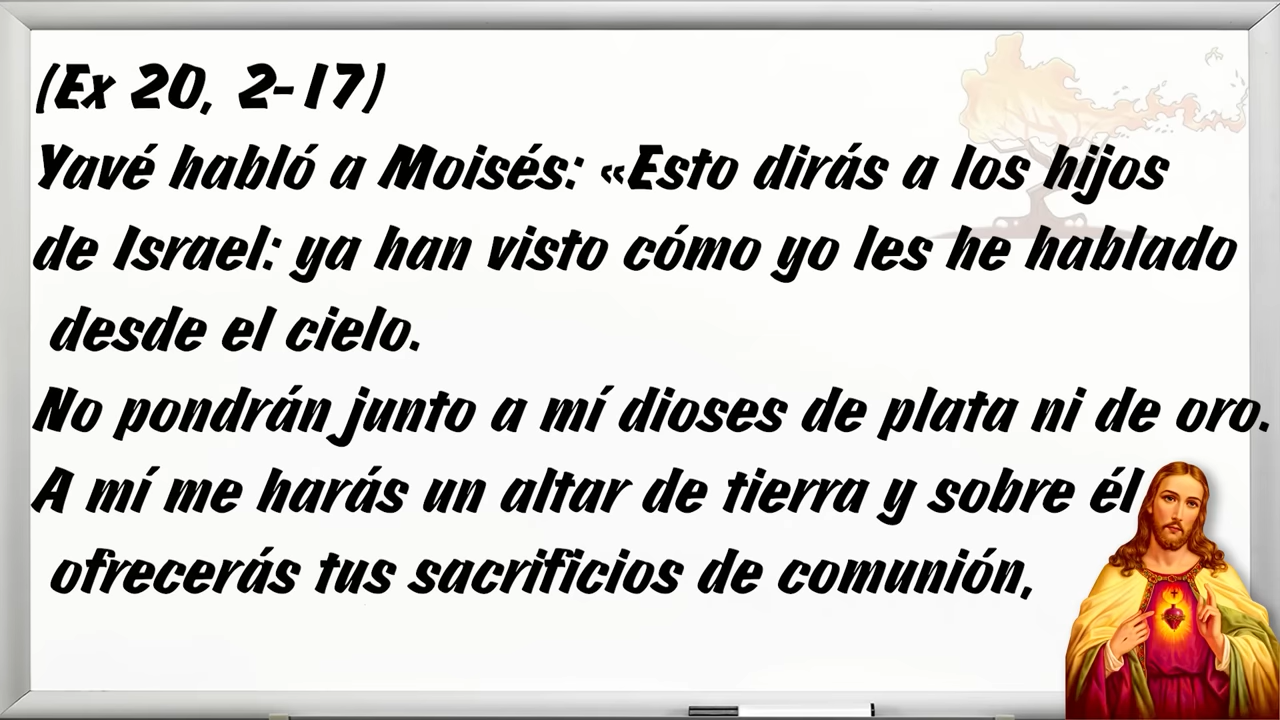 (Ex 20, 2-17)
Yavé habló a Moisés: «Esto dirás a los hijos
de Israel: ya han visto cómo yo les he hablado
desde el cielo.
No pondrán junto a mí dioses de plata ni de oro.
A mí me harás un altar de tierra y sobre él
ofrecerás tus sacrificios de comunión,